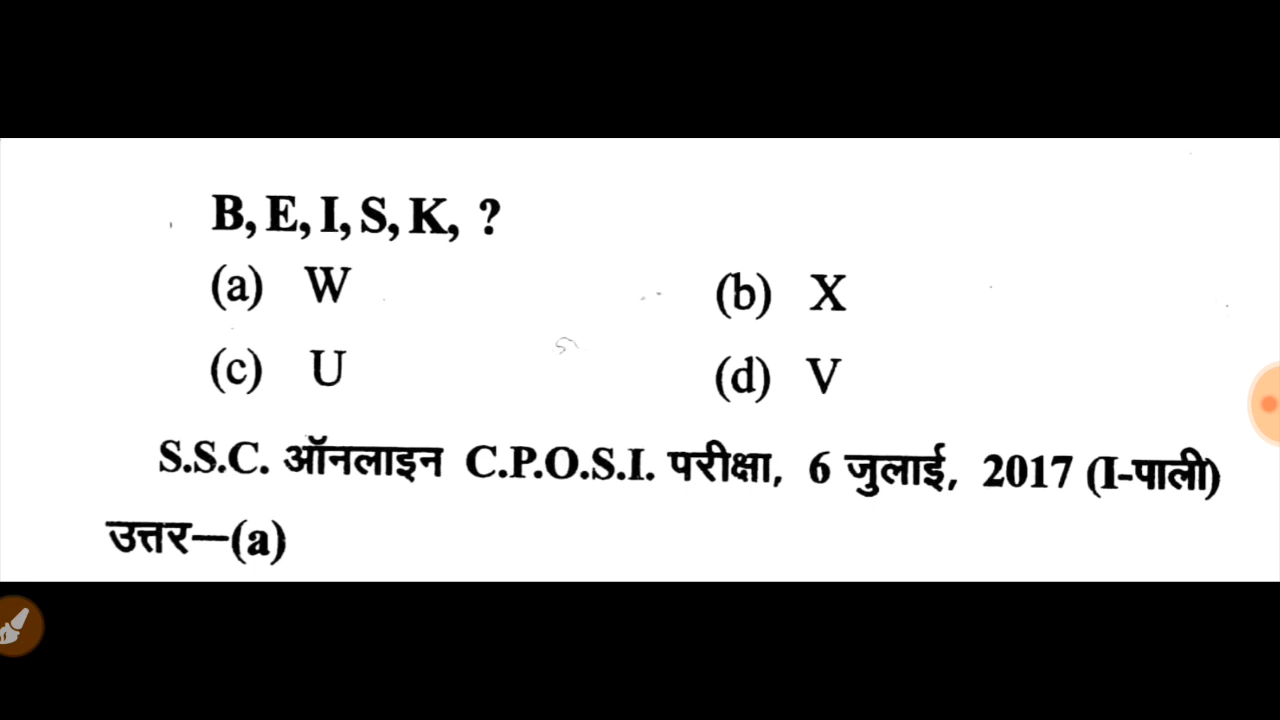 B, E, I, S, K, ?
(a) W (b) X
(c) U (d) V
S.S.C. ऑनलाइन C.P.O.S.I. परीक्षा, 6 जुलाई, 2017 (I-पाली)
उत्तर—(a)